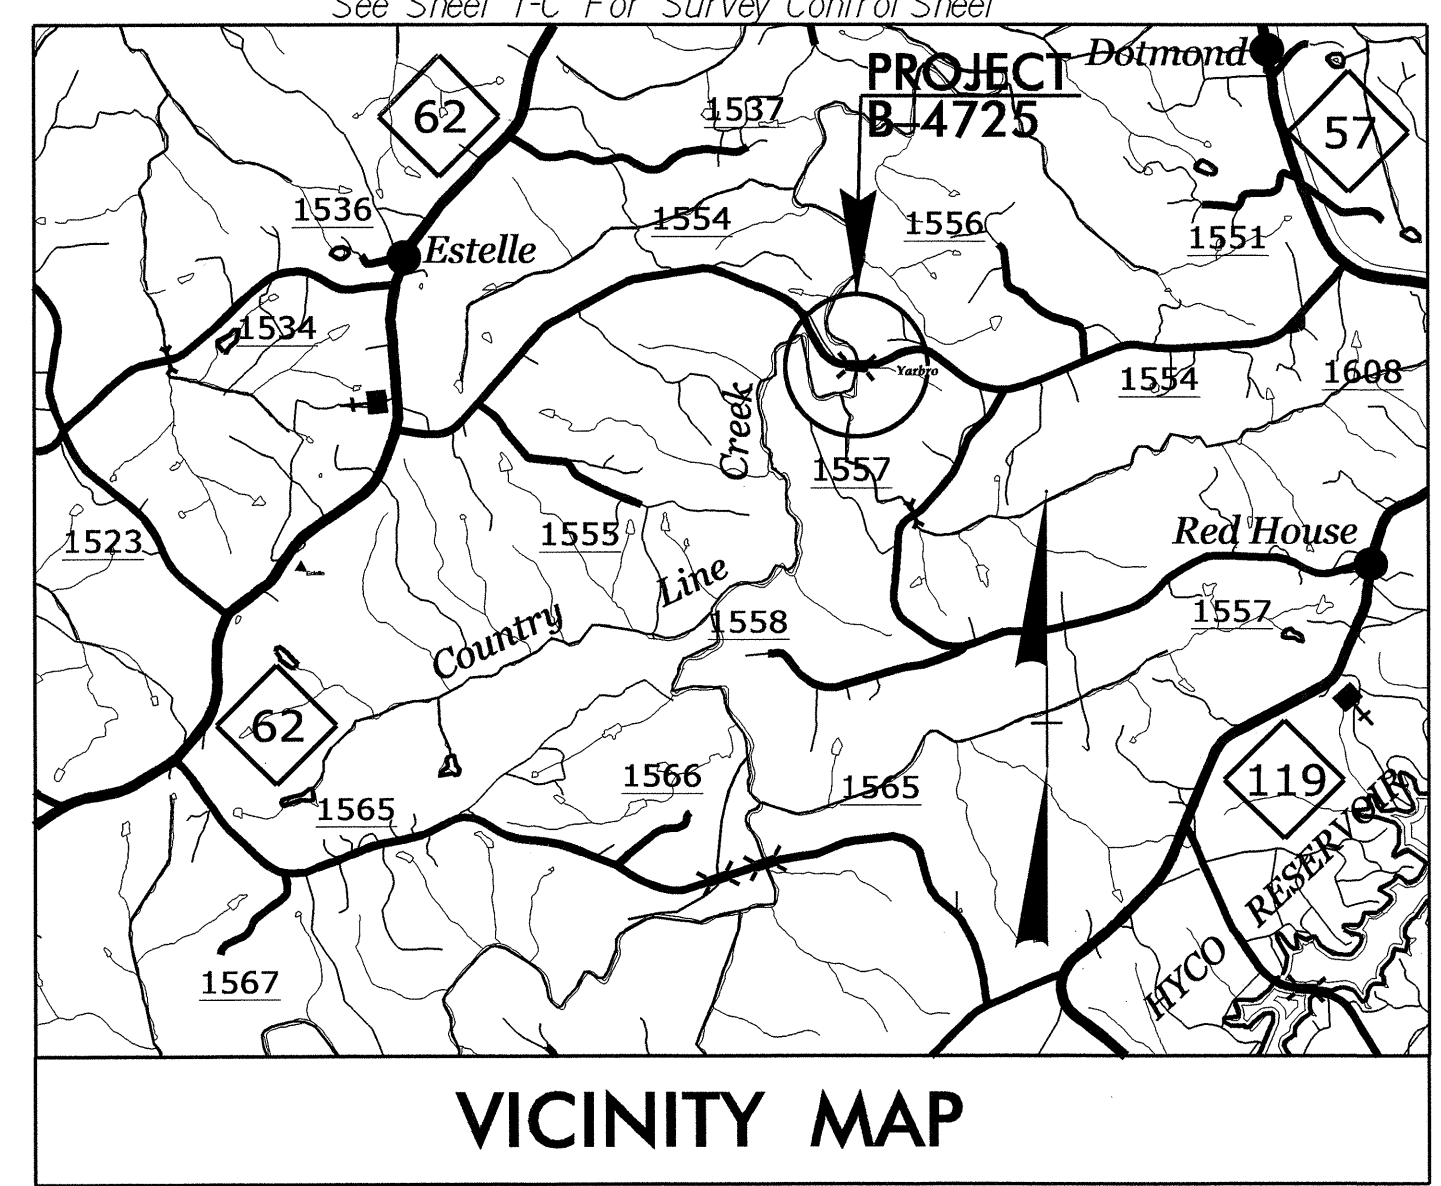 See Sheet 1-C For Survey Control Sheet
PROJECT
B-4725
Dotmond
62
57
1537
1536
1554
1556
1551
Estelle
1534
Yarbro
1554
1608
Creek
1557
1523
1555
Red House
Line
Country
1558
1557
62
1566
1565
1565
119
HYCO RESERVOIR
1567
VICINITY MAP